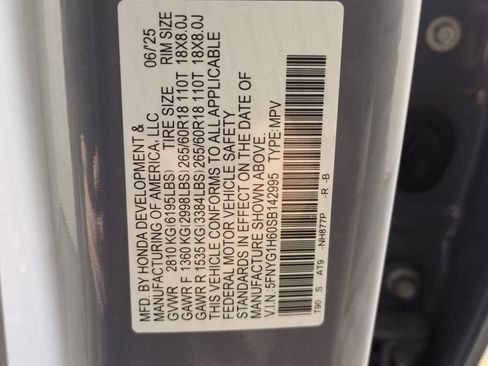 MFD. BY HONDA DEVELOPMENT & 06/'25
MANUFACTURING OF AMERICA, LLC
GVWR 2810 KG(6195LBS) TIRE SIZE RIM SIZE
GAWR F 1360 KG(2998LBS)265/60R18 110T 18X8.0J
GAWR R 1535 KG(3384LBS)265/60R18 110T 18X8.0J
THIS VEHICLE CONFORMS TO ALL APPLICABLE
FEDERAL MOTOR VEHICLE SAFETY
STANDARDS IN EFFECT ON THE DATE OF
MANUFACTURE SHOWN ABOVE.
V.I.N.:5FNYG1H60SB142995 TYPE:MPV
T90 S AT9 -NH877P -R -B